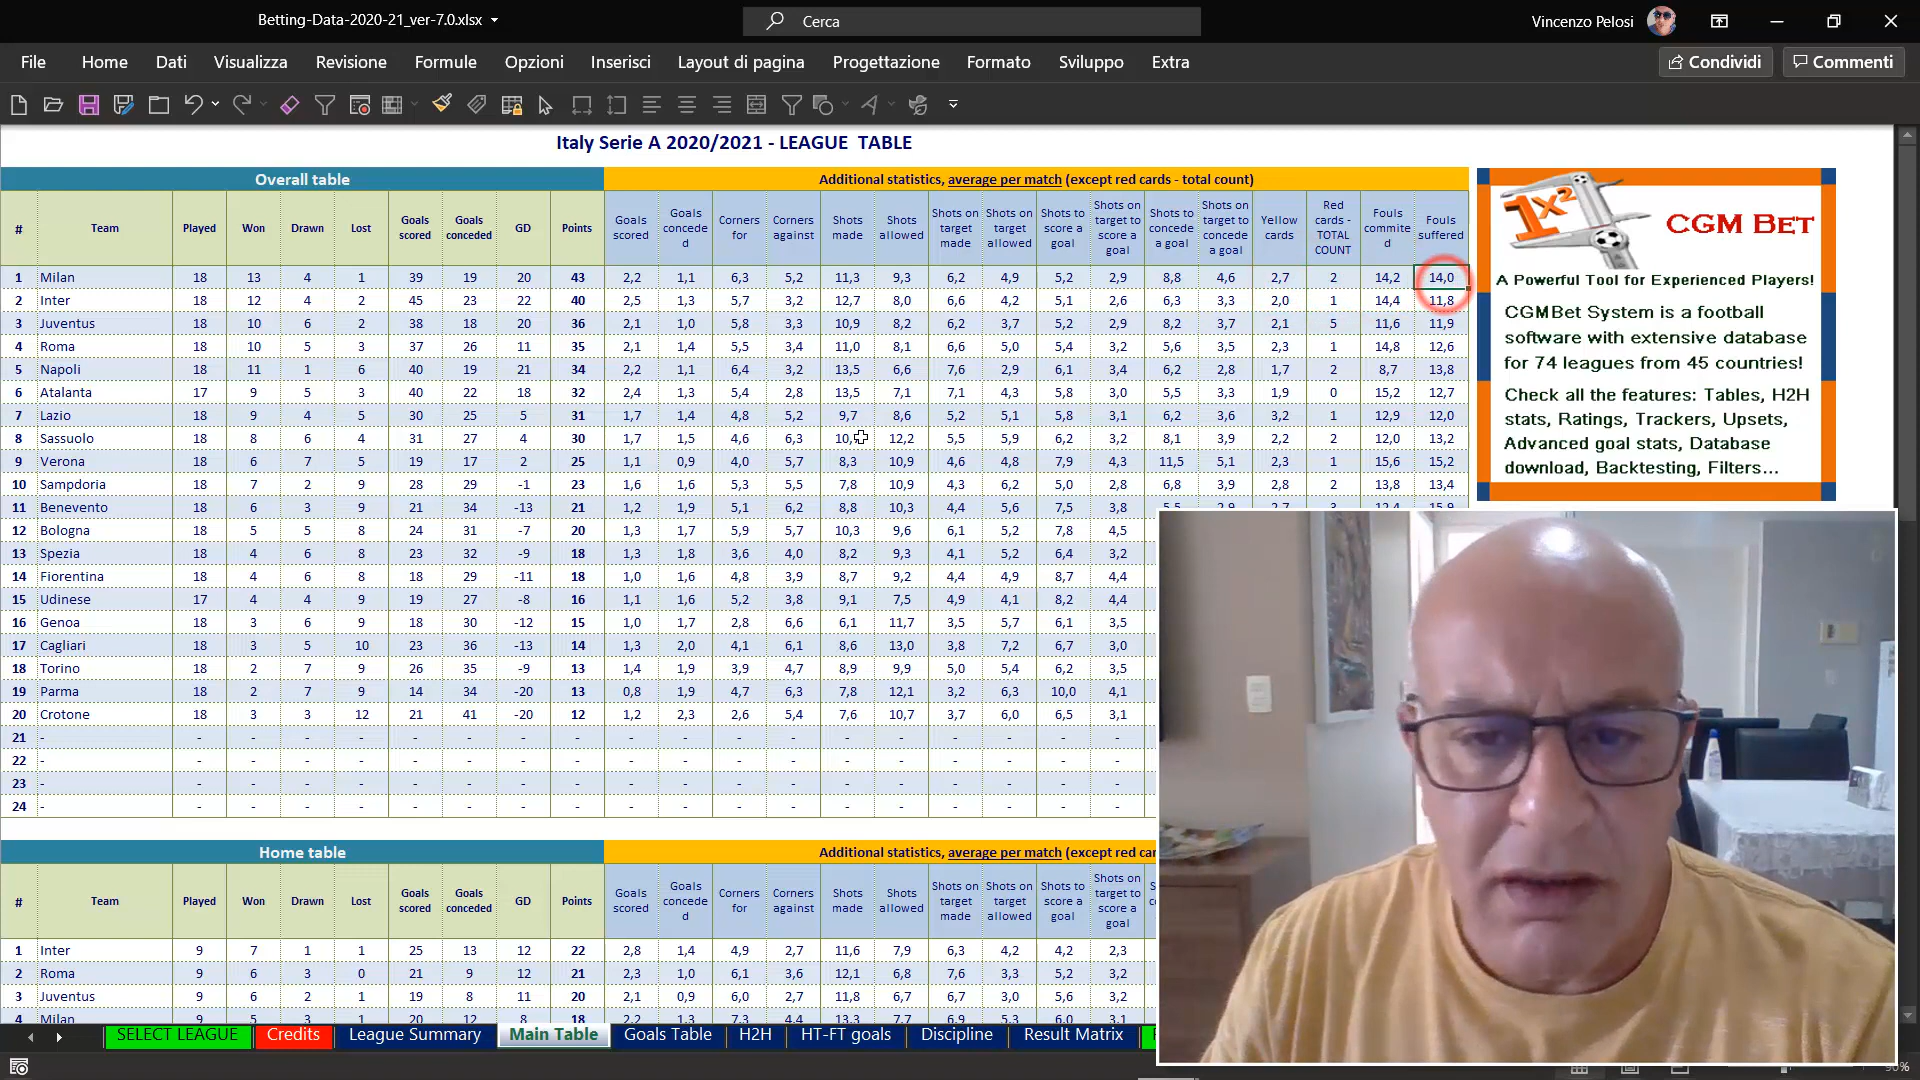 Betting-Data-2020-21_ver-7.0.xlsx
Cerca
Vincenzo Pelosi
File Home Dati Visualizza Revisione Formule Opzioni Inserisci Layout di pagina Progettazione Formato Sviluppo Extra
Condividi Commenti
Italy Serie A 2020/2021 - LEAGUE TABLE
Overall table Additional statistics, average per match (except red cards - total count)
# Team Played Won Drawn Lost Goals scored Goals conceded GD Points Goals scored Goals concede d Corners for Corners against Shots made Shots allowed Shots on target made Shots on target allowed Shots to score a goal Shots on target to score a goal Shots to concede a goal Shots on target to concede a goal Yellow cards Red cards - TOTAL COUNT Fouls committe d Fouls suffered
1 Milan 18 13 4 1 39 19 20 43 2,2 1,1 6,3 5,2 11,3 9,3 6,2 4,9 5,2 2,9 8,8 4,6 2,7 2 14,2 14,0
2 Inter 18 12 4 2 45 23 22 40 2,5 1,3 5,7 3,2 12,7 8,0 6,6 4,2 5,1 2,6 6,3 3,3 2,0 1 14,4 11,8
3 Juventus 18 10 6 2 38 18 20 36 2,1 1,0 5,8 3,3 10,9 8,2 6,2 3,7 5,2 2,9 8,2 3,7 2,1 5 11,6 11,9
4 Roma 18 10 5 3 37 26 11 35 2,1 1,4 5,5 3,4 11,0 8,1 6,6 5,0 5,4 3,2 5,6 3,5 2,3 1 14,8 12,6
5 Napoli 18 11 1 6 40 19 21 34 2,2 1,1 6,4 3,2 13,5 6,6 7,6 2,9 6,1 3,4 6,2 2,8 1,7 2 8,7 13,8
6 Atalanta 17 9 5 3 40 22 18 32 2,4 1,3 5,4 2,8 13,5 7,1 7,1 4,3 5,8 3,0 5,5 3,3 1,9 0 15,2 12,7
7 Lazio 18 9 4 5 30 25 5 31 1,7 1,4 4,8 5,2 9,7 8,6 5,2 5,1 5,8 3,1 6,2 3,6 3,2 1 12,9 12,0
8 Sassuolo 18 8 6 4 31 27 4 30 1,7 1,5 4,6 6,3 12,2 5,5 5,9 6,2 3,2 8,1 3,9 2,2 2 12,0 13,2
9 Verona 18 6 7 5 19 17 2 25 1,1 0,9 4,0 5,7 8,3 10,9 4,6 4,8 7,9 4,3 11,5 5,1 2,3 1 15,6 15,2
10 Sampdoria 18 7 2 9 28 29 -1 23 1,6 1,6 5,3 5,5 7,8 10,9 4,3 6,2 5,0 2,8 6,8 3,9 2,8 2 13,8 13,4
11 Benevento 18 6 3 9 21 34 -13 21 1,2 1,9 5,1 6,2 8,8 10,3 4,4 5,6 7,5 3,8
12 Bologna 18 5 5 8 24 31 -7 20 1,3 1,7 5,9 5,7 10,3 9,6 6,1 5,2 7,8 4,5
13 Spezia 18 4 6 8 23 32 -9 18 1,3 1,8 3,6 4,0 8,2 9,3 4,1 5,2 6,4 3,2
14 Fiorentina 18 4 6 8 18 29 -11 18 1,0 1,6 4,8 3,9 8,7 9,2 4,4 4,9 8,7 4,4
15 Udinese 17 4 4 9 19 27 -8 16 1,1 1,6 5,2 3,8 9,1 7,5 4,9 4,1 8,2 4,4
16 Genoa 18 3 6 9 18 30 -12 15 1,0 1,7 2,8 6,6 6,1 11,7 3,5 5,7 6,1 3,5
17 Cagliari 18 3 5 10 23 36 -13 14 1,3 2,0 4,1 6,1 8,6 13,0 3,8 7,2 6,7 3,0
18 Torino 18 2 7 9 26 35 -9 13 1,4 1,9 3,9 4,7 8,9 9,9 5,0 5,4 6,2 3,5
19 Parma 18 2 7 9 14 34 -20 13 0,8 1,9 4,7 6,3 7,8 12,1 3,2 6,3 10,0 4,1
20 Crotone 18 3 3 12 21 41 -20 12 1,2 2,3 2,6 5,4 7,6 10,7 3,7 6,0 6,5 3,1
21 - - - - - - - - - - - - - - - - - - -
22 - - - - - - - - - - - - - - - - - - -
23 - - - - - - - - - - - - - - - - - - -
24 - - - - - - - - - - - - - - - - - - -
1x2
CGM Bet
A Powerful Tool for Experienced Players!
CGMBet System is a football
software with extensive database
for 74 leagues from 45 countries!
Check all the features: Tables, H2H
stats, Ratings, Trackers, Upsets,
Advanced goal stats, Database
download, Backtesting, Filters...
Home table Additional statistics, average per match (except red
# Team Played Won Drawn Lost Goals scored Goals conceded GD Points Goals scored Goals concede d Corners for Corners against Shots made Shots allowed Shots on target made Shots on target allowed Shots to score a goal Shots on target to score a goal
1 Inter 9 7 1 1 25 13 12 22 2,8 1,4 4,9 2,7 11,6 7,9 6,3 4,2 4,2 2,3
2 Roma 9 6 3 0 21 9 12 21 2,3 1,0 6,1 3,6 12,1 6,8 7,6 3,3 5,2 3,2
3 Juventus 9 6 2 1 19 8 11 20 2,1 0,9 6,0 2,7 11,8 6,7 6,7 3,0 5,6 3,2
4 Milan 9 5 3 1 20 12 8 18 2,2 1,3 7,3 4,4 13,3 7,7 6,9 5,3 6,0 3,1
SELECT LEAGUE Credits League Summary Main Table Goals Table H2H HT-FT goals Discipline Result Matrix